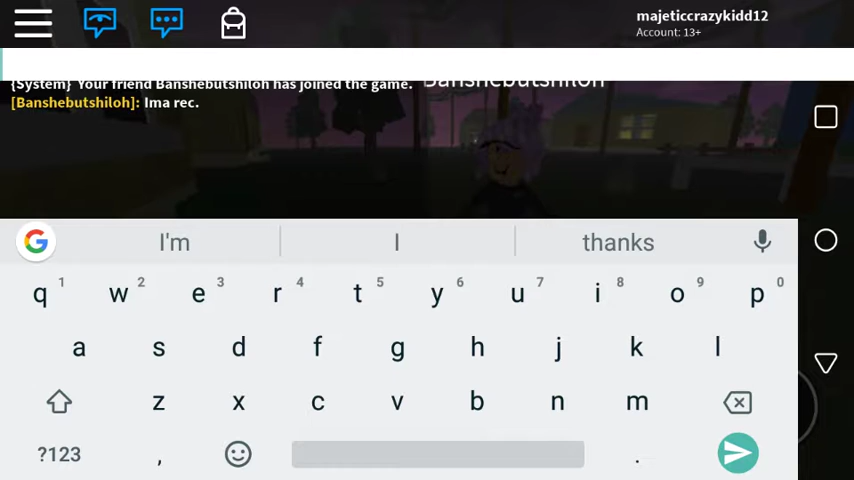 majeticcrazykidd12
Account: 13+
{System} Your friend Banshebutshiloh has joined the game.
Banshebutshiloh
[Banshebutshiloh]: Ima rec.
G
I'm I thanks
q 1 w 2 e 3 r 4 t 5 y 6 u 7 i 8 o 9 p 0
a s d f g h j k l
z x c v b n m
?123 , .